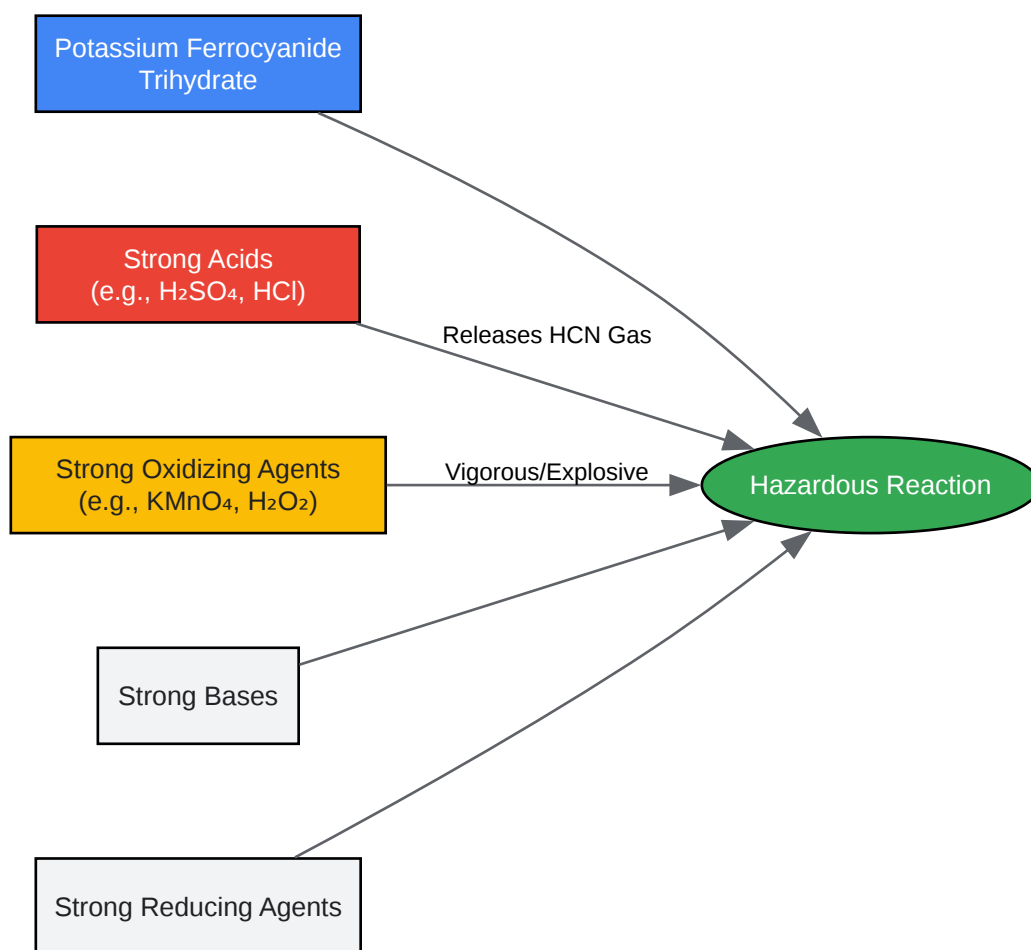 Potassium Ferrocyanide
Trihydrate
Strong Acids
(e.g., H₂SO₄, HCl)
Releases HCN Gas
Strong Oxidizing Agents
(e.g., KMnO₄, H₂O₂)
Vigorous/Explosive
Hazardous Reaction
Strong Bases
Strong Reducing Agents